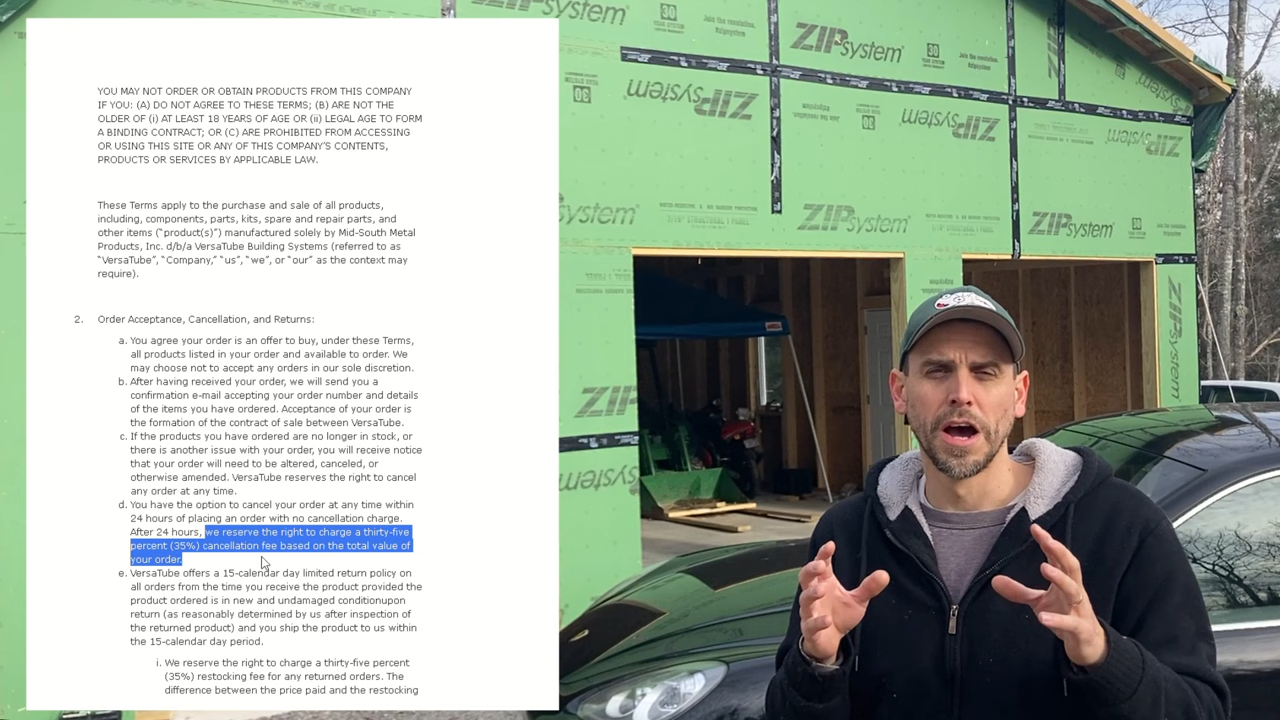 YOU MAY NOT ORDER OR OBTAIN PRODUCTS FROM THIS COMPANY
IF YOU: (A) DO NOT AGREE TO THESE TERMS; (B) ARE NOT THE
OLDER OF (i) AT LEAST 18 YEARS OF AGE OR (ii) LEGAL AGE TO FORM
A BINDING CONTRACT; OR (C) ARE PROHIBITED FROM ACCESSING
OR USING THIS SITE OR ANY OF THIS COMPANY'S CONTENTS,
PRODUCTS OR SERVICES BY APPLICABLE LAW.
These Terms apply to the purchase and sale of all products,
including, components, parts, kits, spare and repair parts, and
other items (“product(s)”) manufactured solely by Mid-South Metal
Products, Inc. d/b/a VersaTube Building Systems (referred to as
“VersaTube”, “Company,” “us”, “we”, or “our” as the context may
require).
2. Order Acceptance, Cancellation, and Returns:
a. You agree your order is an offer to buy, under these Terms,
all products listed in your order and available to order. We
may choose not to accept any orders in our sole discretion.
b. After having received your order, we will send you a
confirmation e-mail accepting your order number and details
of the items you have ordered. Acceptance of your order is
the formation of the contract of sale between VersaTube.
c. If the products you have ordered are no longer in stock, or
there is another issue with your order, you will receive notice
that your order will need to be altered, canceled, or
otherwise amended. VersaTube reserves the right to cancel
any order at any time.
d. You have the option to cancel your order at any time within
24 hours of placing an order with no cancellation charge.
After 24 hours, we reserve the right to charge a thirty-five
percent (35%) cancellation fee based on the total value of
your order.
e. VersaTube offers a 15-calendar day limited return policy on
all orders from the time you receive the product provided the
product ordered is in new and undamaged conditionupon
return (as reasonably determined by us after inspection of
the returned product) and you ship the product to us within
the 15-calendar day period.
i. We reserve the right to charge a thirty-five percent
(35%) restocking fee for any returned orders. The
difference between the price paid and the restocking
system
30
Join the revolution.
ZIPsystem
30
Join the revolution.
#zipsystem
ZIPsystem
30
ZIPsystem
30
ZIPsystem
system
ZIPsystem
ZIPsystem
30
ZIPsystem
ZIP
system